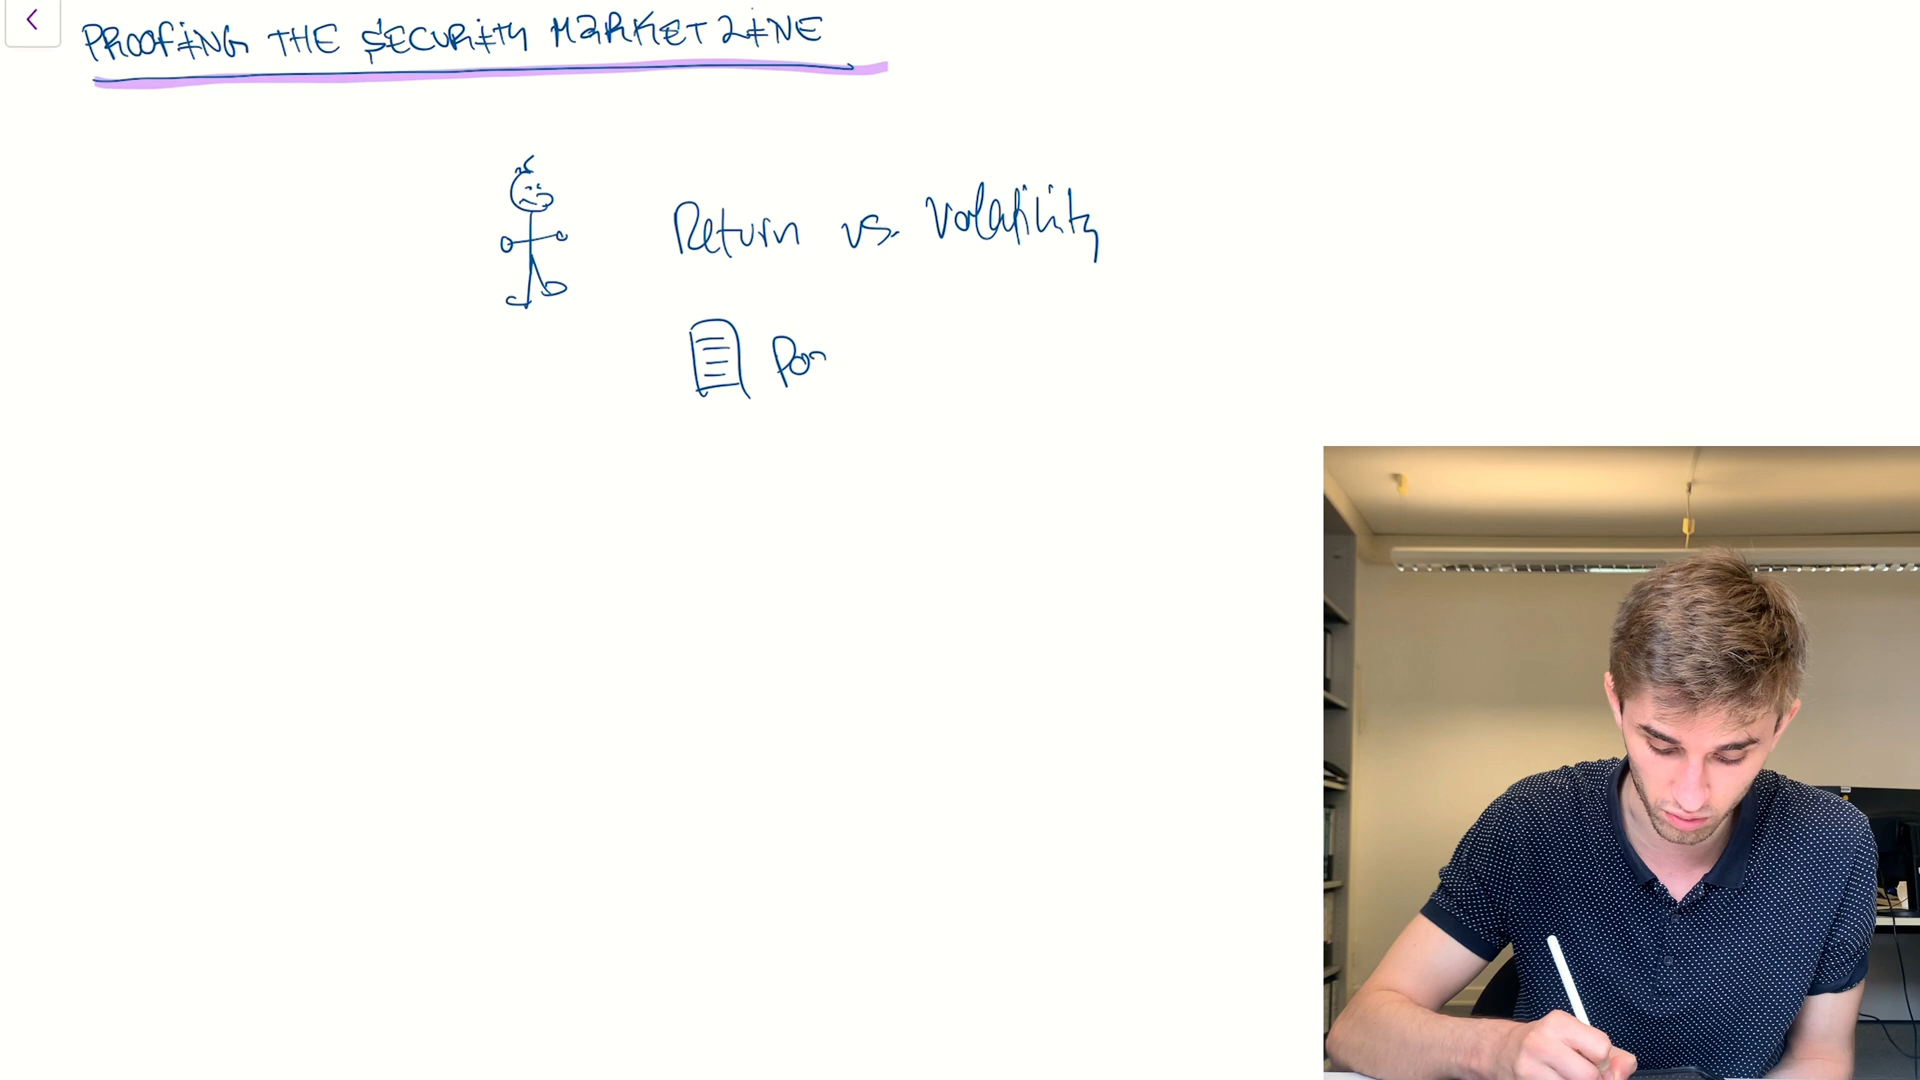 PROOFING THE SECURITY MARKET LINE
Return vs. Volatility
Por